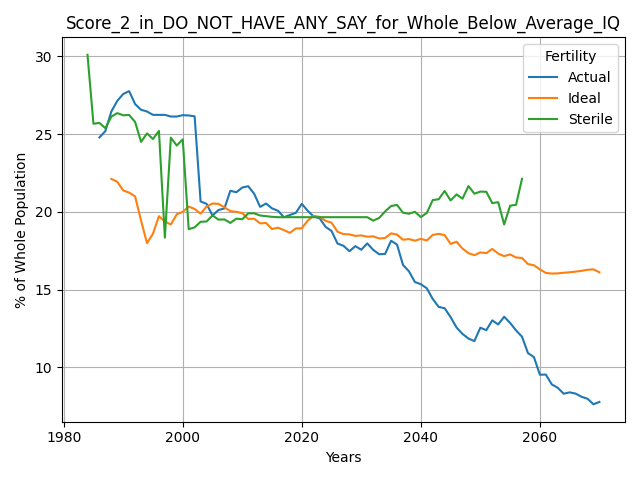 Score_2_in_DO_NOT_HAVE_ANY_SAY_for_Whole_Below_Average_IQ
Fertility
Actual
Ideal
Sterile
% of Whole Population
30
25
20
15
10
1980
2000
2020
2040
2060
Years